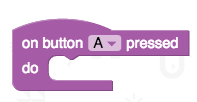 on button A pressed
do